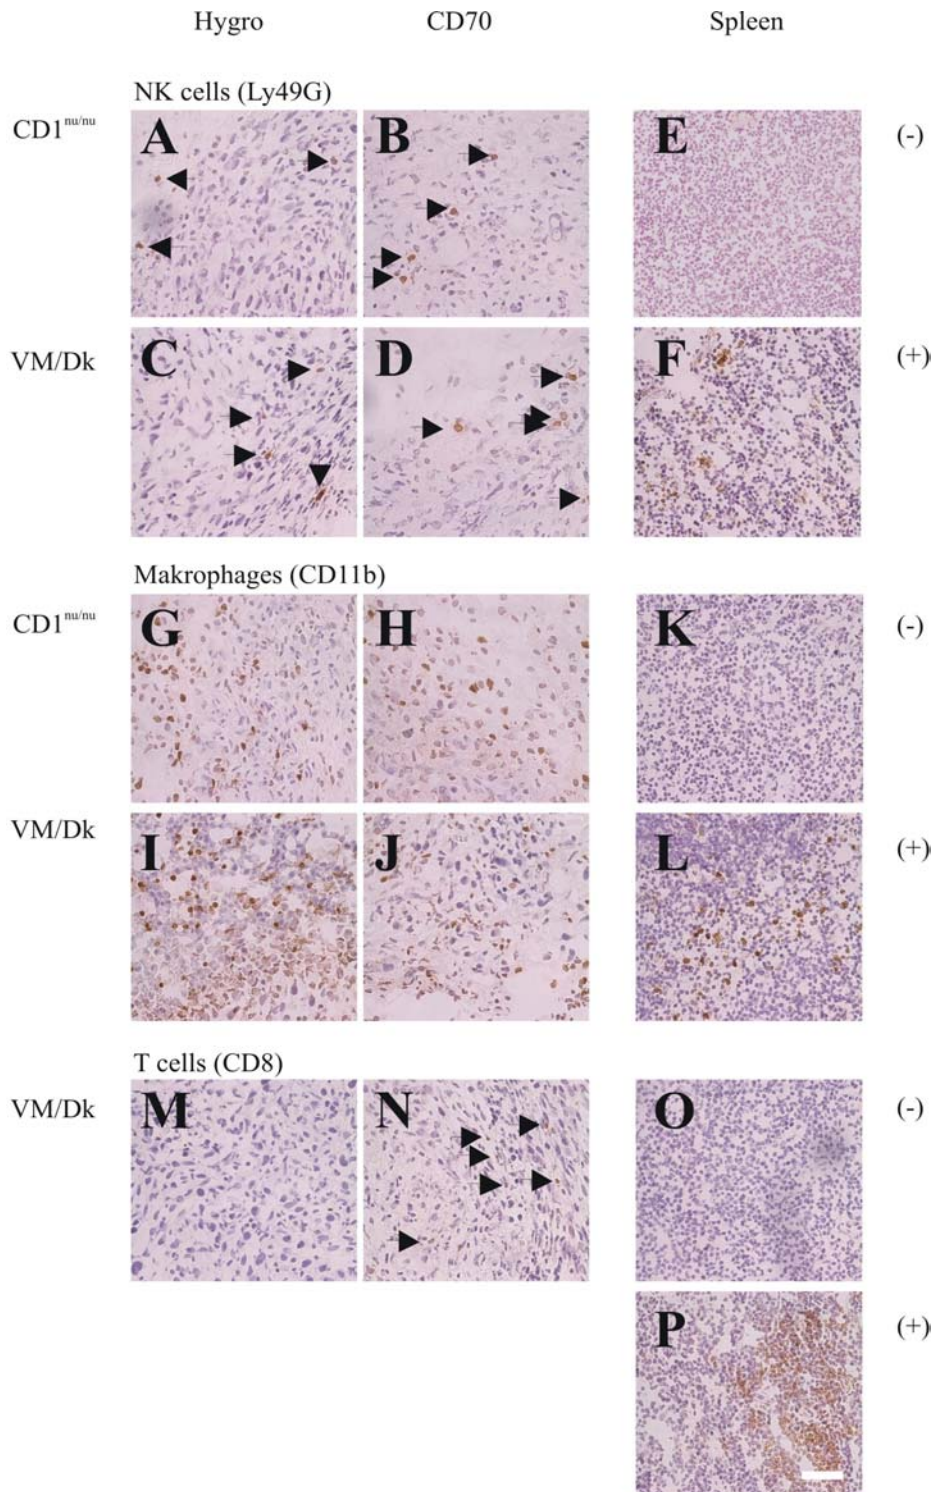 Hygro CD70 Spleen
NK cells (Ly49G)
CD1nu/nu A B E (-)
VM/Dk C D F (+)
Makrophages (CD11b)
CD1nu/nu G H K (-)
VM/Dk I J L (+)
T cells (CD8)
VM/Dk M N O (-)
P (+)